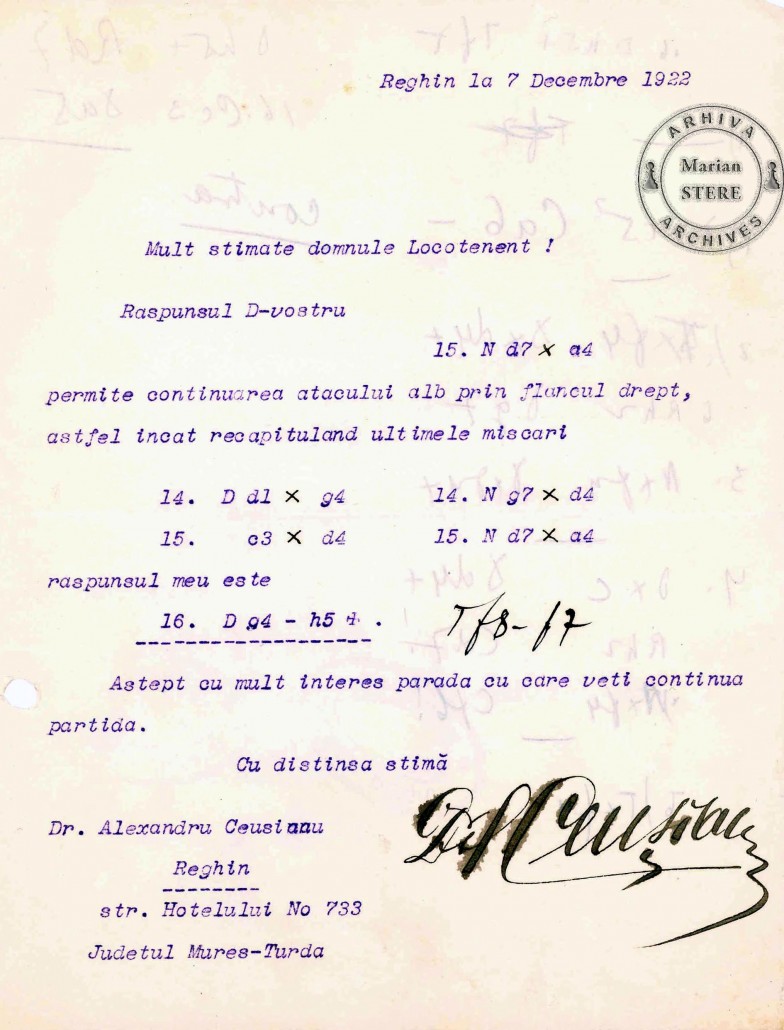 Reghin la 7 Decembre 1922
ARHIVA
Marian
STERE
ARCHIVES
Mult stimate domnule Locotenent !
Raspunsul D-vostru
15. N d7 × a4
permite continuarea atacului alb prin flancul drept,
astfel incat recapituland ultimele miscari
14. D d1 × g4 14. N g7 × d4
15. c3 × d4 15. N d7 × a4
raspunsul meu este
16. D g4 - h5 + . Tf8-f7
Astept cu mult interes parada cu care veti continua
partida.
Cu distinsa stimă
Dr. Alexandru Ceusianu
Reghin
str. Hotelului No 733
Judetul Mures-Turda